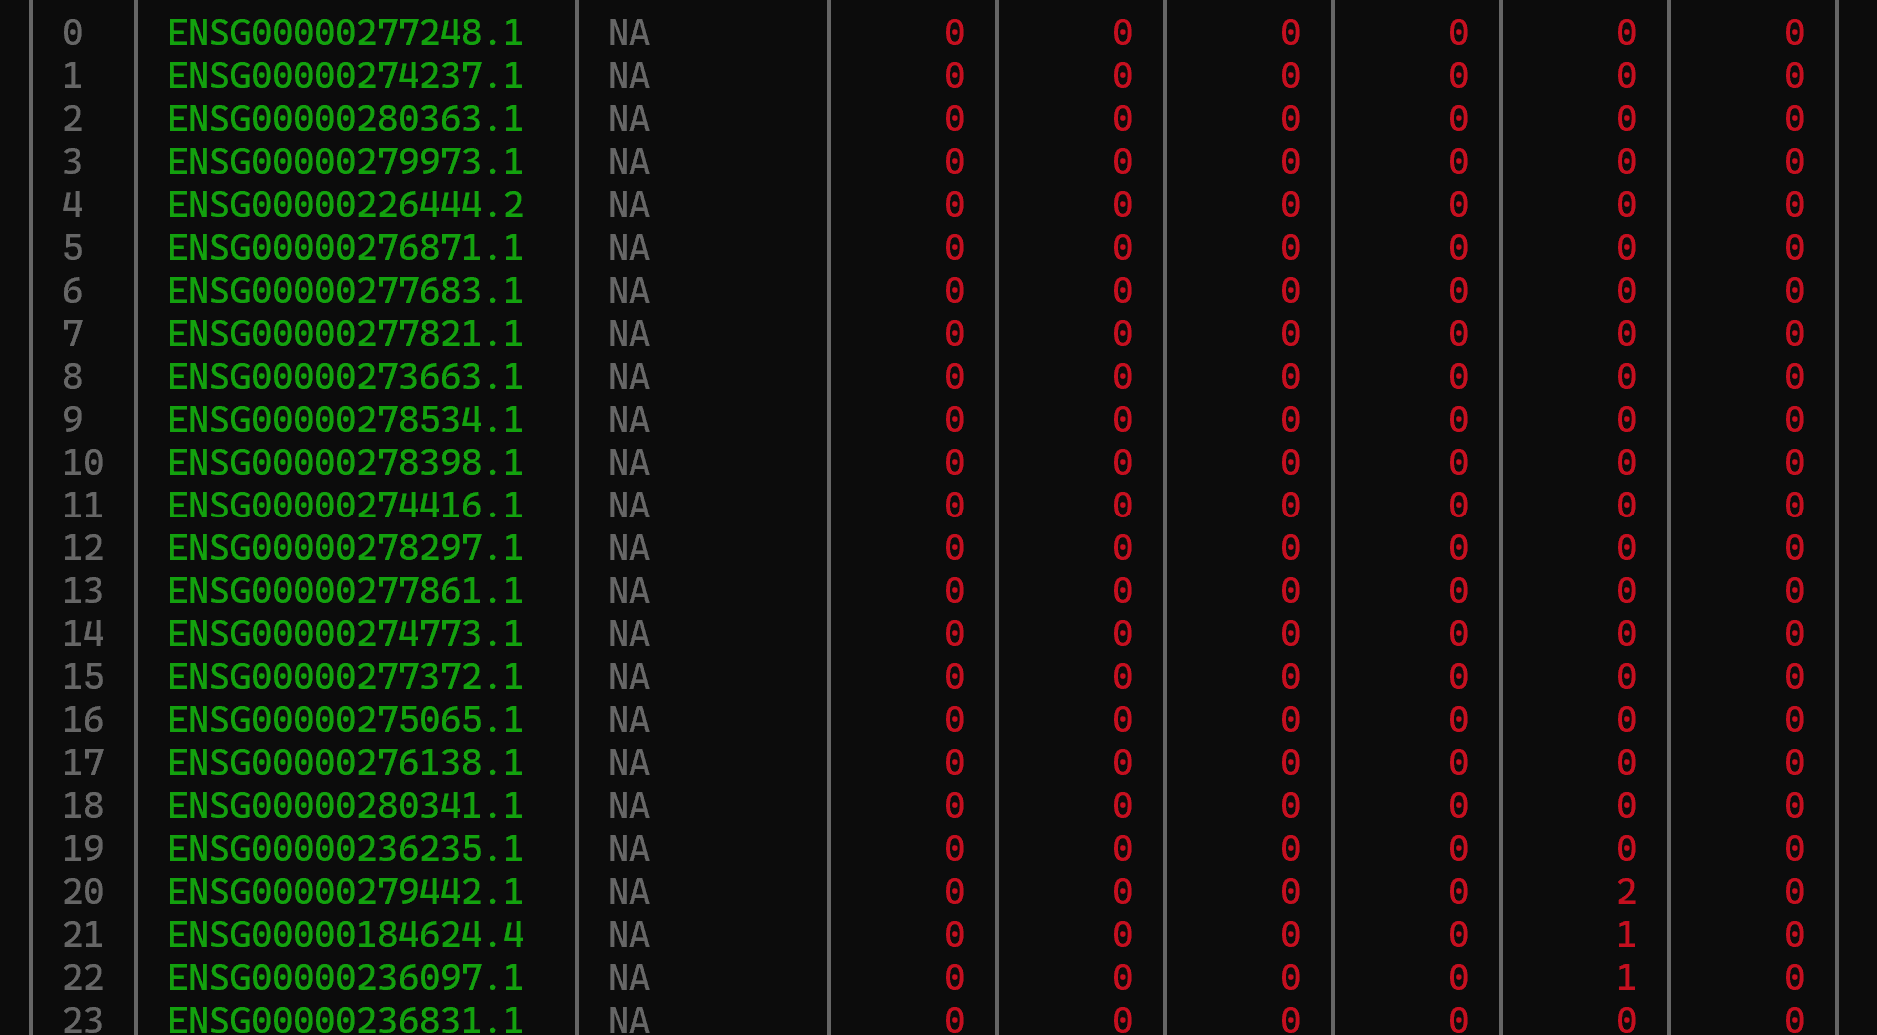 0 ENSG00000277248.1 NA 0 0 0 0 0 0
1 ENSG00000274237.1 NA 0 0 0 0 0 0
2 ENSG00000280363.1 NA 0 0 0 0 0 0
3 ENSG00000279973.1 NA 0 0 0 0 0 0
4 ENSG00000226444.2 NA 0 0 0 0 0 0
5 ENSG00000276871.1 NA 0 0 0 0 0 0
6 ENSG00000277683.1 NA 0 0 0 0 0 0
7 ENSG00000277821.1 NA 0 0 0 0 0 0
8 ENSG00000273663.1 NA 0 0 0 0 0 0
9 ENSG00000278534.1 NA 0 0 0 0 0 0
10 ENSG00000278398.1 NA 0 0 0 0 0 0
11 ENSG00000274416.1 NA 0 0 0 0 0 0
12 ENSG00000278297.1 NA 0 0 0 0 0 0
13 ENSG00000277861.1 NA 0 0 0 0 0 0
14 ENSG00000274773.1 NA 0 0 0 0 0 0
15 ENSG00000277372.1 NA 0 0 0 0 0 0
16 ENSG00000275065.1 NA 0 0 0 0 0 0
17 ENSG00000276138.1 NA 0 0 0 0 0 0
18 ENSG00000280341.1 NA 0 0 0 0 0 0
19 ENSG00000236235.1 NA 0 0 0 0 0 0
20 ENSG00000279442.1 NA 0 0 0 0 2 0
21 ENSG00000184624.4 NA 0 0 0 0 1 0
22 ENSG00000236097.1 NA 0 0 0 0 1 0
23 ENSG00000236831.1 NA 0 0 0 0 0 0